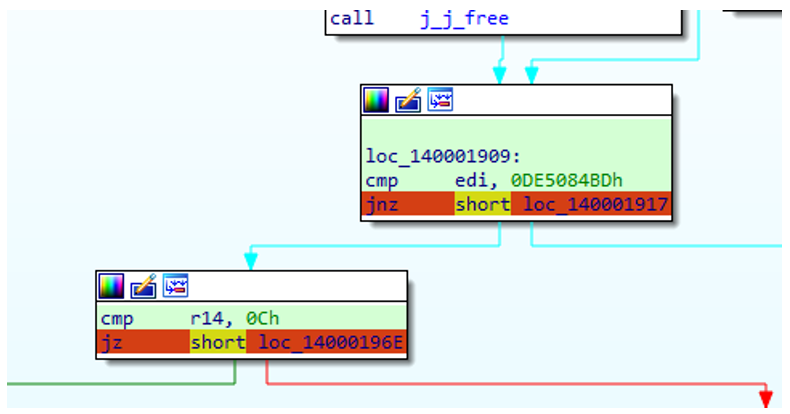 call j_j_free
loc_140001909:
cmp edi, 0DE5084BDh
jnz short loc_140001917
cmp r14, 0Ch
jz short loc_14000196E